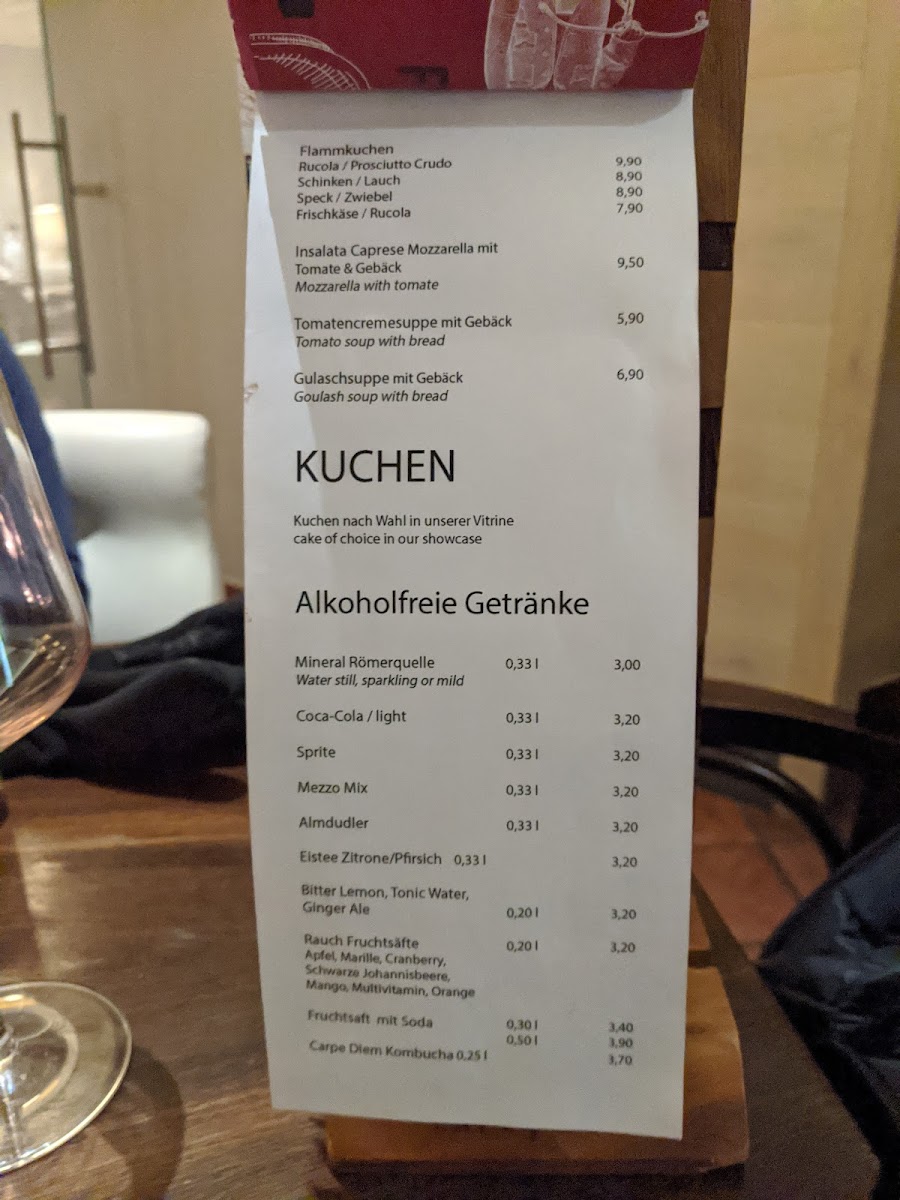 Flammkuchen
Rucola / Prosciutto Crudo 9,90
Schinken / Lauch 8,90
Speck / Zwiebel 8,90
Frischkäse / Rucola 7,90
Insalata Caprese Mozzarella mit
Tomate & Gebäck 9,50
Mozzarella with tomate
Tomatencremesuppe mit Gebäck 5,90
Tomato soup with bread
Gulaschsuppe mit Gebäck 6,90
Goulash soup with bread
KUCHEN
Kuchen nach Wahl in unserer Vitrine
cake of choice in our showcase
Alkoholfreie Getränke
Mineral Römerquelle 0,33 l 3,00
Water still, sparkling or mild
Coca-Cola / light 0,33 l 3,20
Sprite 0,33 l 3,20
Mezzo Mix 0,33 l 3,20
Almdudler 0,33 l 3,20
Eistee Zitrone/Pfirsich 0,33 l 3,20
Bitter Lemon, Tonic Water,
Ginger Ale 0,20 l 3,20
Rauch Fruchtsäfte 0,20 l 3,20
Apfel, Marille, Cranberry,
Schwarze Johannisbeere,
Mango, Multivitamin, Orange
Fruchtsaft mit Soda 0,30 l 3,40
0,50 l 3,90
Carpe Diem Kombucha 0,25 l 3,70